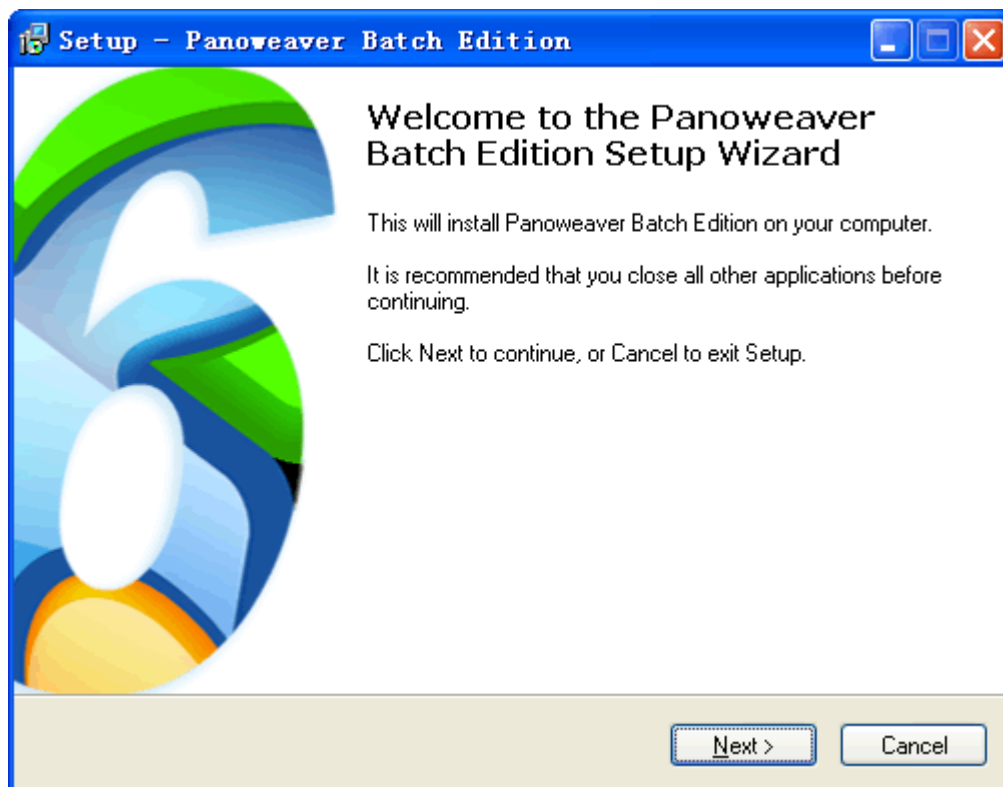 Setup - Panoweaver Batch Edition
Welcome to the Panoweaver
Batch Edition Setup Wizard
This will install Panoweaver Batch Edition on your computer.
It is recommended that you close all other applications before
continuing.
Click Next to continue, or Cancel to exit Setup.
6
Next >
Cancel